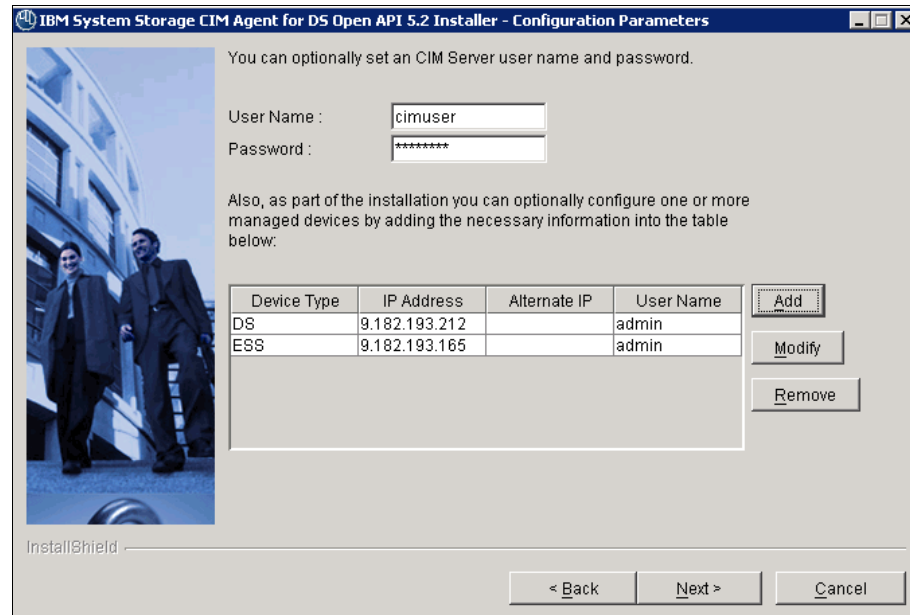 IBM System Storage CIM Agent for DS Open API 5.2 Installer - Configuration Parameters
You can optionally set an CIM Server user name and password.
User Name :
cimuser
Password :
********
Also, as part of the installation you can optionally configure one or more
managed devices by adding the necessary information into the table
below:
Device Type IP Address Alternate IP User Name
DS 9.182.193.212 admin
ESS 9.182.193.165 admin
Add
Modify
Remove
InstallShield
< Back Next > Cancel